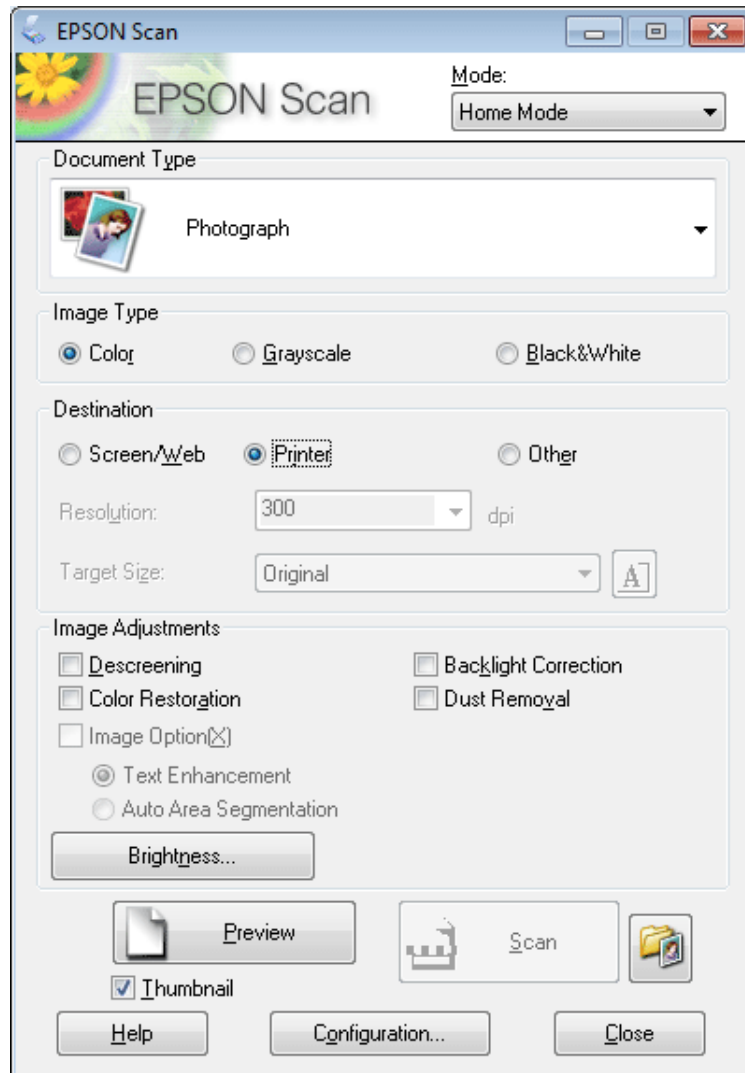 EPSON Scan
EPSON Scan
Mode:
Home Mode
Document Type
Photograph
Image Type
Color Grayscale Black&White
Destination
Screen/Web Printer Other
Resolution: 300 dpi
Target Size: Original A
Image Adjustments
Descreening Backlight Correction
Color Restoration Dust Removal
Image Option(X)
Text Enhancement
Auto Area Segmentation
Brightness...
Preview Scan
Thumbnail
Help Configuration... Close